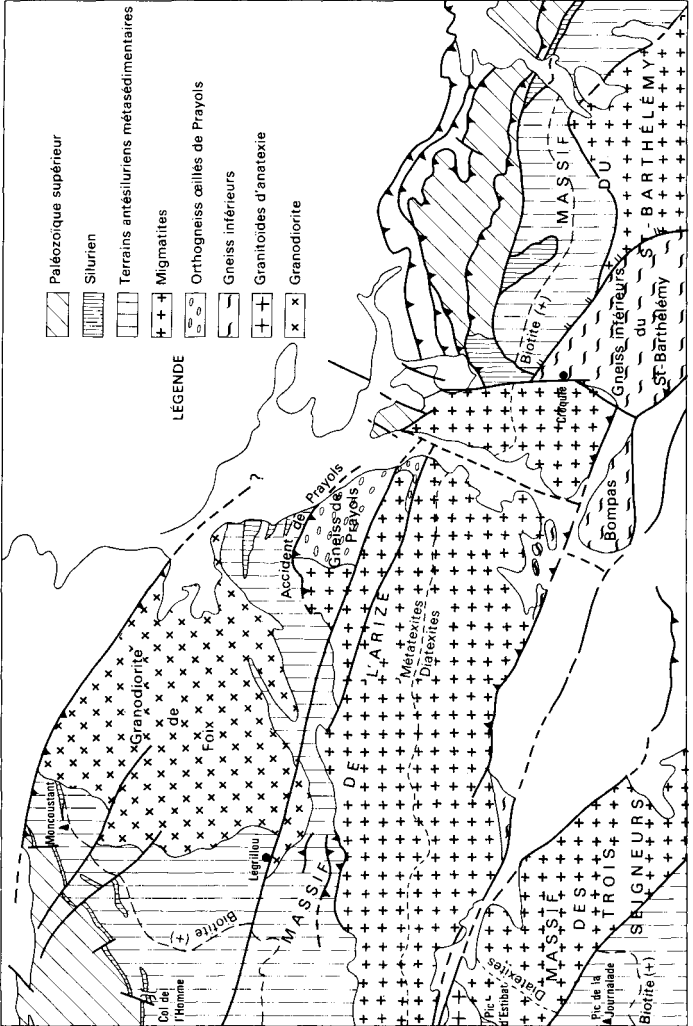 LÉGENDE
Paléozoïque supérieur
Silurien
Terrains antésiluriens métasédimentaires
Migmatites
Orthogneiss œillés de Prayols
Gneiss inférieurs
Granitoïdes d'anatexie
Granodiorite
Moncoustant
Col de
l'Homme
Biotite (+)
Granodiorite
de
Foix
?
Légrillou
Accident de Prayols
Gneiss de
Prayols
MASSIF
DE
L'ARIZE
Métatexites
Diatexites
Pic
d'Estibat
Diatexites
Pic de la
Journalade
Biotite (+)
MASSIF
DES
TROIS
SEIGNEURS
Bompas
Croquié
Biotite (+)
Gneiss inférieurs
du
St-Barthélémy
MASSIF
DU
ST-BARTHÉLÉMY